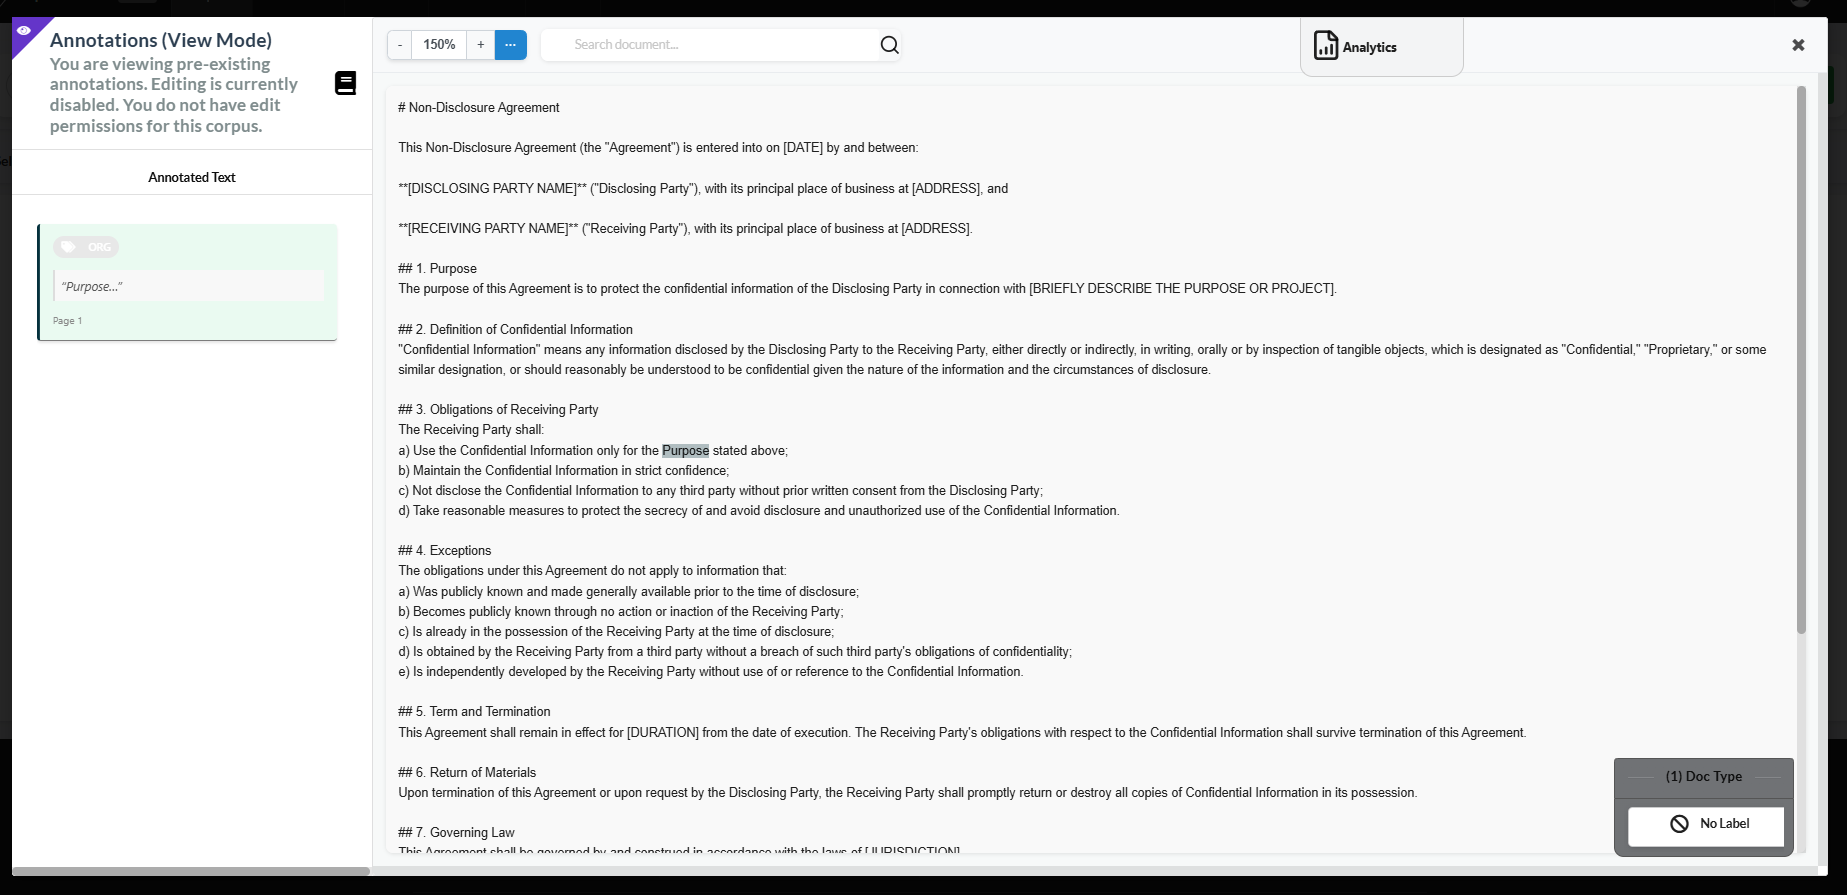 Annotations (View Mode)
You are viewing pre-existing
annotations. Editing is currently
disabled. You do not have edit
permissions for this corpus.
Annotated Text
ORG
“Purpose...”
Page 1
- 150% + ...
Search document...
Analytics
# Non-Disclosure Agreement
This Non-Disclosure Agreement (the "Agreement") is entered into on [DATE] by and between:
**[DISCLOSING PARTY NAME]** ("Disclosing Party"), with its principal place of business at [ADDRESS], and
**[RECEIVING PARTY NAME]** ("Receiving Party"), with its principal place of business at [ADDRESS].
## 1. Purpose
The purpose of this Agreement is to protect the confidential information of the Disclosing Party in connection with [BRIEFLY DESCRIBE THE PURPOSE OR PROJECT].
## 2. Definition of Confidential Information
"Confidential Information" means any information disclosed by the Disclosing Party to the Receiving Party, either directly or indirectly, in writing, orally or by inspection of tangible objects, which is designated as "Confidential," "Proprietary," or some
similar designation, or should reasonably be understood to be confidential given the nature of the information and the circumstances of disclosure.
## 3. Obligations of Receiving Party
The Receiving Party shall:
a) Use the Confidential Information only for the Purpose stated above;
b) Maintain the Confidential Information in strict confidence;
c) Not disclose the Confidential Information to any third party without prior written consent from the Disclosing Party;
d) Take reasonable measures to protect the secrecy of and avoid disclosure and unauthorized use of the Confidential Information.
## 4. Exceptions
The obligations under this Agreement do not apply to information that:
a) Was publicly known and made generally available prior to the time of disclosure;
b) Becomes publicly known through no action or inaction of the Receiving Party;
c) Is already in the possession of the Receiving Party at the time of disclosure;
d) Is obtained by the Receiving Party from a third party without a breach of such third party's obligations of confidentiality;
e) Is independently developed by the Receiving Party without use of or reference to the Confidential Information.
## 5. Term and Termination
This Agreement shall remain in effect for [DURATION] from the date of execution. The Receiving Party's obligations with respect to the Confidential Information shall survive termination of this Agreement.
## 6. Return of Materials
Upon termination of this Agreement or upon request by the Disclosing Party, the Receiving Party shall promptly return or destroy all copies of Confidential Information in its possession.
## 7. Governing Law
This Agreement shall be governed by and construed in accordance with the laws of [JURISDICTION]
(1) Doc Type
No Label